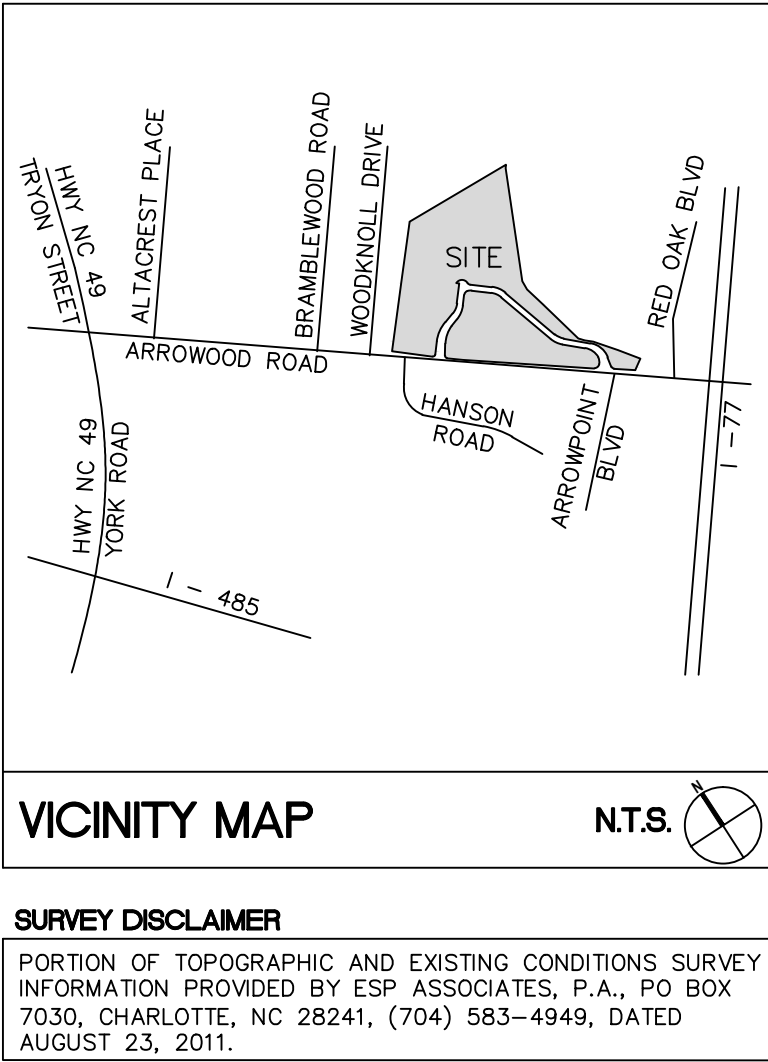 HWY NC 49
TRYON STREET
ALTACREST PLACE
BRAMBLEWOOD ROAD
WOODKNOLL DRIVE
SITE
RED OAK BLVD
ARROWOOD ROAD
HANSON
ROAD
ARROWPOINT
BLVD
I-77
HWY NC 49
YORK ROAD
I - 485
VICINITY MAP
N.T.S.
N
SURVEY DISCLAIMER
PORTION OF TOPOGRAPHIC AND EXISTING CONDITIONS SURVEY
INFORMATION PROVIDED BY ESP ASSOCIATES, P.A., PO BOX
7030, CHARLOTTE, NC 28241, (704) 583-4949, DATED
AUGUST 23, 2011.